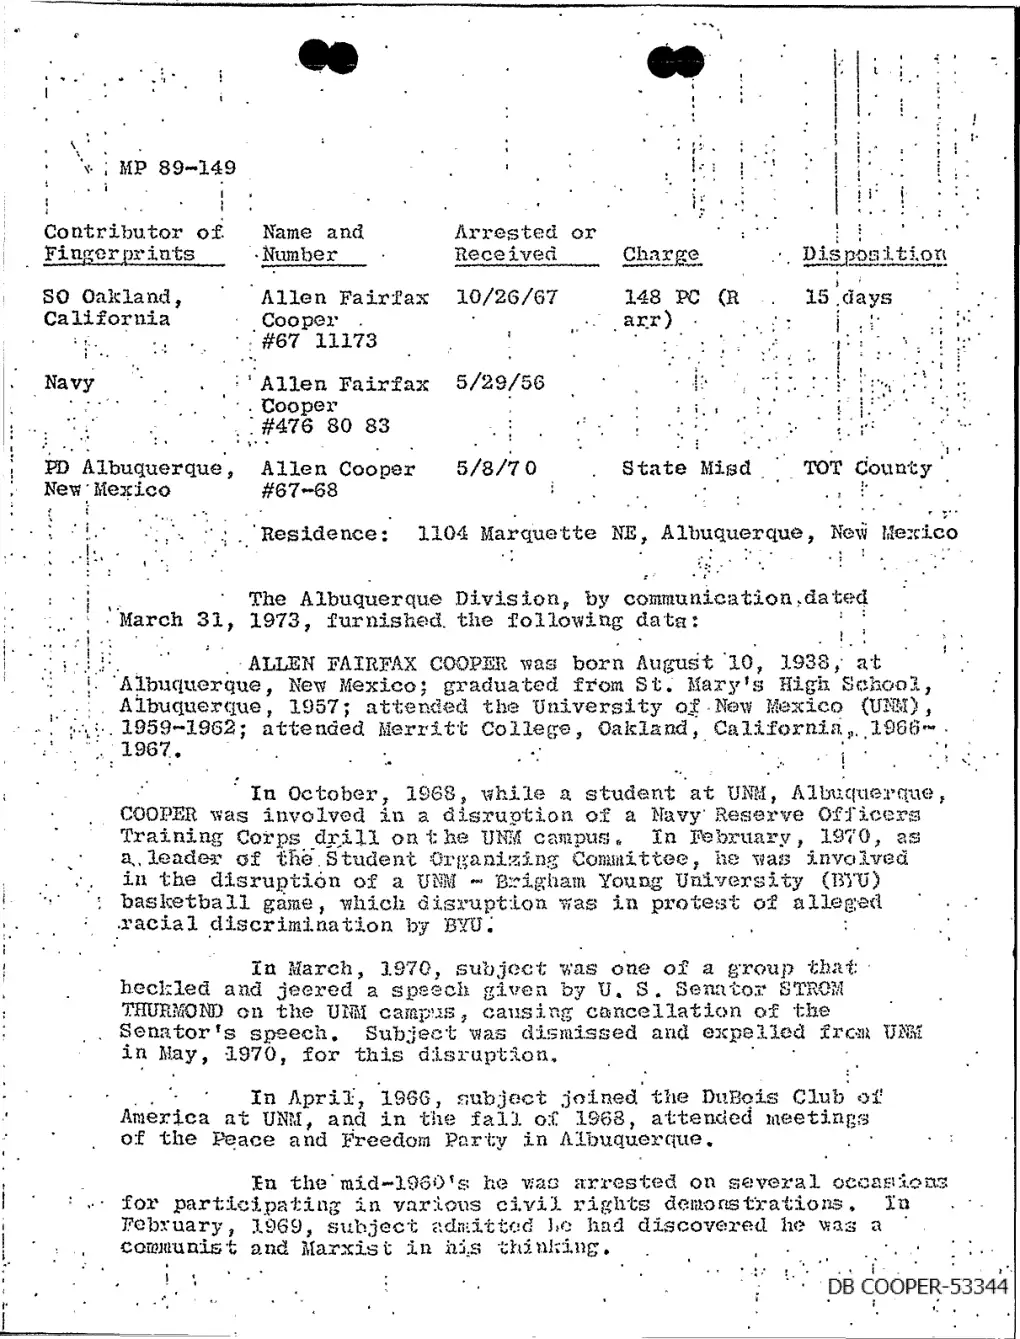 MP 89-149
Contributor of Name and Arrested or
Fingerprints Number Received Charge Disposition
SO Oakland, Allen Fairfax 10/26/67 148 PC (R 15 days
California Cooper arr)
#67 11173
Navy Allen Fairfax 5/29/56
Cooper
#476 80 83
PD Albuquerque, Allen Cooper 5/8/70 State Misd TOT County
New Mexico #67-68
Residence: 1104 Marquette NE, Albuquerque, New Mexico
The Albuquerque Division, by communication dated
March 31, 1973, furnished the following data:
ALLEN FAIRFAX COOPER was born August 10, 1938, at
Albuquerque, New Mexico; graduated from St. Mary's High School,
Albuquerque, 1957; attended the University of New Mexico (UNM),
1959-1962; attended Merritt College, Oakland, California, 1966-
1967.
In October, 1968, while a student at UNM, Albuquerque,
COOPER was involved in a disruption of a Navy Reserve Officers
Training Corps drill on the UNM campus. In February, 1970, as
a leader of the Student Organizing Committee, he was involved
in the disruption of a UNM - Brigham Young University (BYU)
basketball game, which disruption was in protest of alleged
racial discrimination by BYU.
In March, 1970, subject was one of a group that
heckled and jeered a speech given by U. S. Senator STROM
THURMOND on the UNM campus, causing cancellation of the
Senator's speech. Subject was dismissed and expelled from UNM
in May, 1970, for this disruption.
In April, 1966, subject joined the DuBois Club of
America at UNM, and in the fall of 1968, attended meetings
of the Peace and Freedom Party in Albuquerque.
In the mid-1960's he was arrested on several occasions
for participating in various civil rights demonstrations. In
February, 1969, subject admitted he had discovered he was a
communist and Marxist in his thinking.
DB COOPER-53344